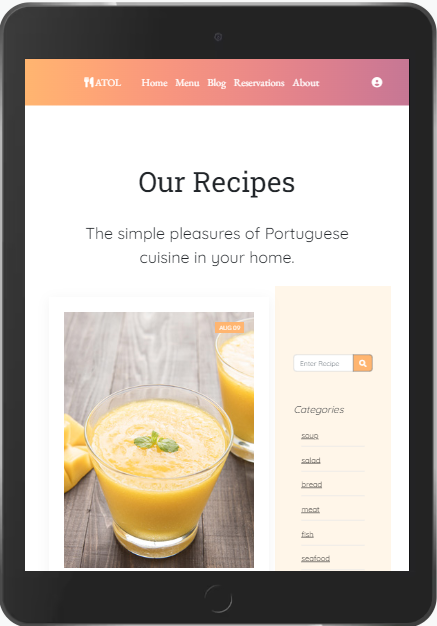 ATOL Home Menu Blog Reservations About
Our Recipes
The simple pleasures of Portuguese
cuisine in your home.
AUG 09
Enter Recipe
Categories
soup
salad
bread
meat
fish
seafood